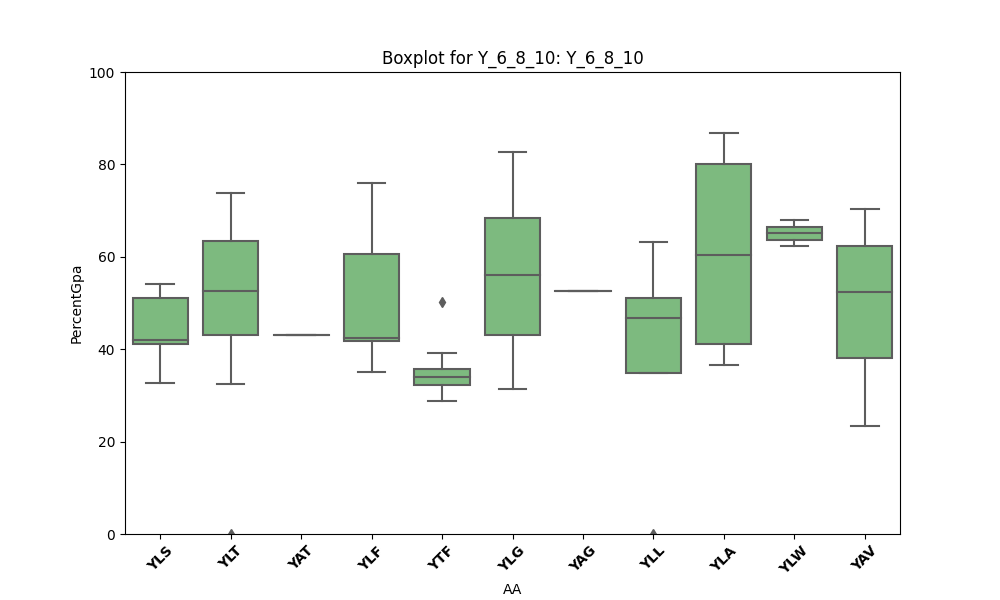 Boxplot for Y_6_8_10: Y_6_8_10
100
80
60
40
20
0
PercentGpa
YLS YLT YAT YLF YTF YLG YAG YLL YLA YLW YAV
AA